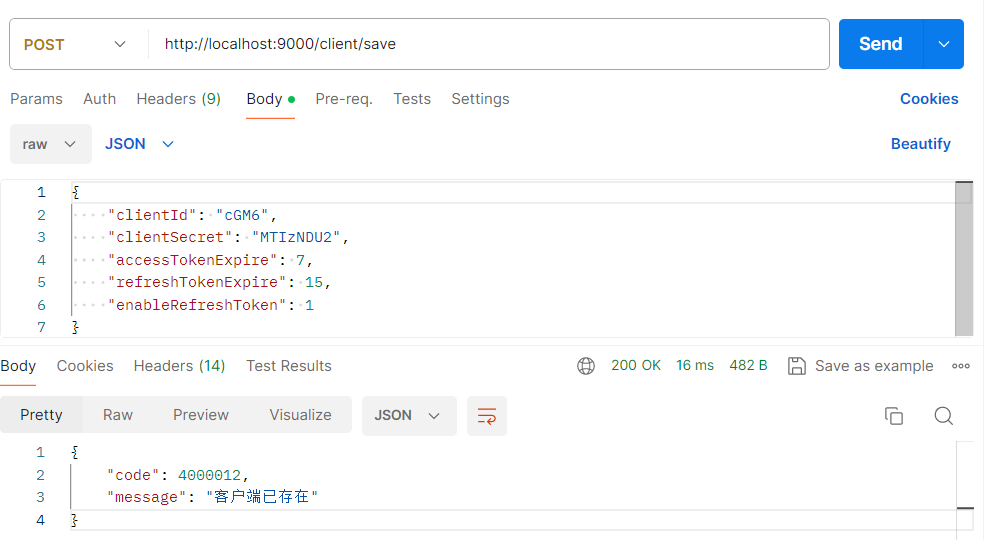 POST http://localhost:9000/client/save Send
Params Auth Headers (9) Body Pre-req. Tests Settings Cookies
raw JSON Beautify
1 {
2 "clientId": "cGM6",
3 "clientSecret": "MTIzNDU2",
4 "accessTokenExpire": 7,
5 "refreshTokenExpire": 15,
6 "enableRefreshToken": 1
7 }
Body Cookies Headers (14) Test Results 200 OK 16 ms 482 B Save as example
Pretty Raw Preview Visualize JSON
1 {
2 "code": 4000012,
3 "message": "客户端已存在"
4 }